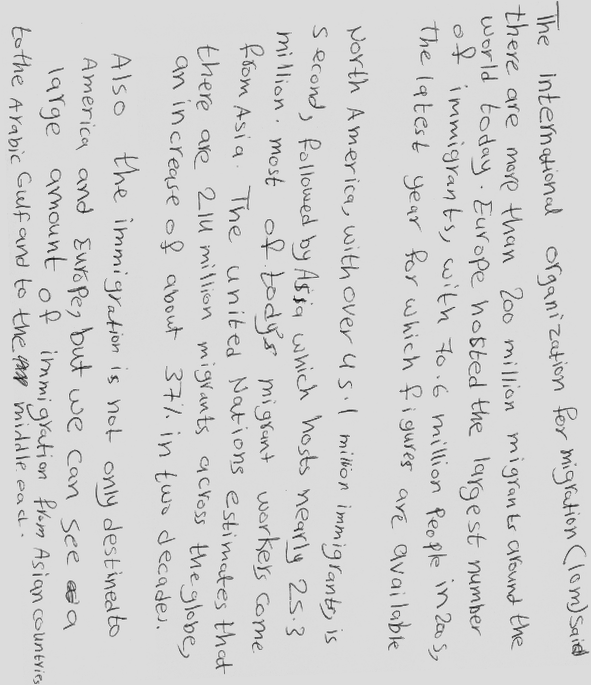 The international organization for migration (Iom) said
there are more than 200 million migrants around the
world today. Europe hosted the largest number
of immigrants, with 70.6 million People in 2005,
the latest year for which figures are available
North America, with over 45.1 million immigrants, is
second, followed by Asia which hosts nearly 25.3
million. most of todys migrant workers come
from Asia. The united Nations estimates that
there are 214 million migrants across the globe,
an increase of about 37% in two decades.
Also the immigration is not only destined to
America and Europe, but we can see a
large amount of immigration from Asian countries
to the Arabic Gulf and to the middle east.